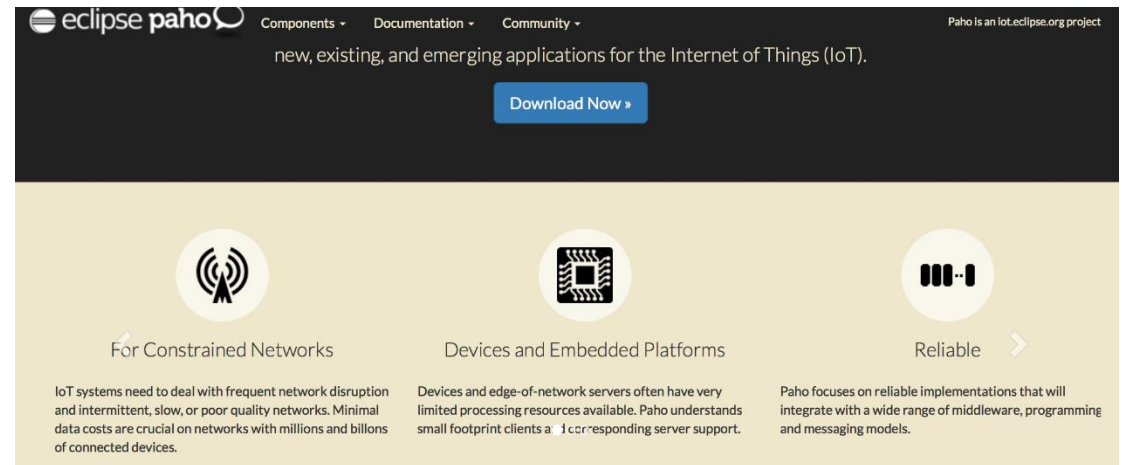 eclipse paho
Components Documentation Community
Paho is an iot.eclipse.org project
new, existing, and emerging applications for the Internet of Things (IoT).
Download Now »
For Constrained Networks
IoT systems need to deal with frequent network disruption
and intermittent, slow, or poor quality networks. Minimal
data costs are crucial on networks with millions and billons
of connected devices.
Devices and Embedded Platforms
Devices and edge-of-network servers often have very
limited processing resources available. Paho understands
small footprint clients and corresponding server support.
Reliable
Paho focuses on reliable implementations that will
integrate with a wide range of middleware, programming
and messaging models.